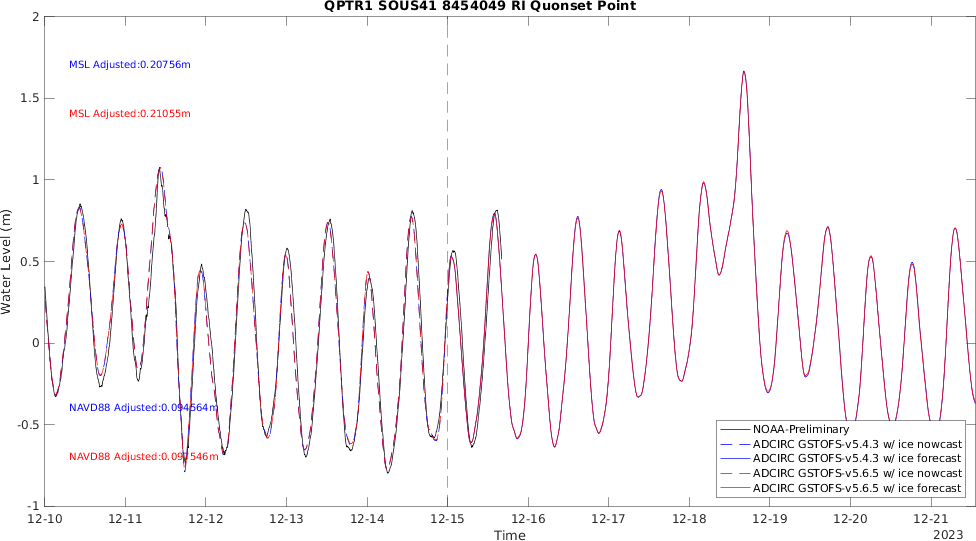 QPTR1 SOUS41 8454049 RI Quonset Point
2
1.5
1
0.5
0
-0.5
-1
Water Level (m)
MSL Adjusted:0.20756m
MSL Adjusted:0.21055m
NAVD88 Adjusted:0.094564m
NAVD88 Adjusted:0.097546m
NOAA-Preliminary
ADCIRC GSTOFS-v5.4.3 w/ ice nowcast
ADCIRC GSTOFS-v5.4.3 w/ ice forecast
ADCIRC GSTOFS-v5.6.5 w/ ice nowcast
ADCIRC GSTOFS-v5.6.5 w/ ice forecast
12-10 12-11 12-12 12-13 12-14 12-15 12-16 12-17 12-18 12-19 12-20 12-21
Time
2023